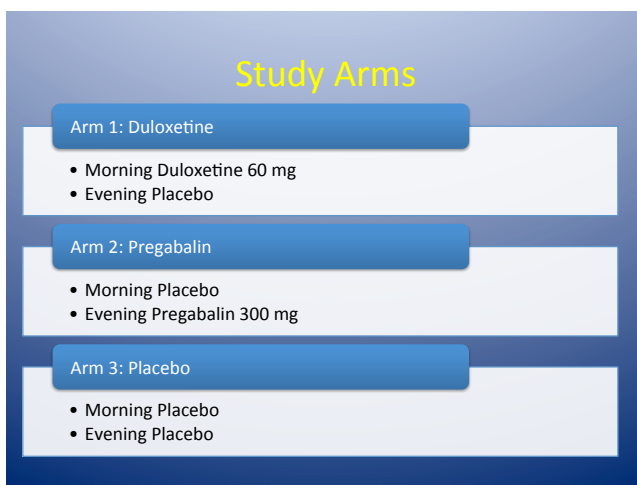 Study Arms
Arm 1: Duloxetine
• Morning Duloxetine 60 mg
• Evening Placebo
Arm 2: Pregabalin
• Morning Placebo
• Evening Pregabalin 300 mg
Arm 3: Placebo
• Morning Placebo
• Evening Placebo